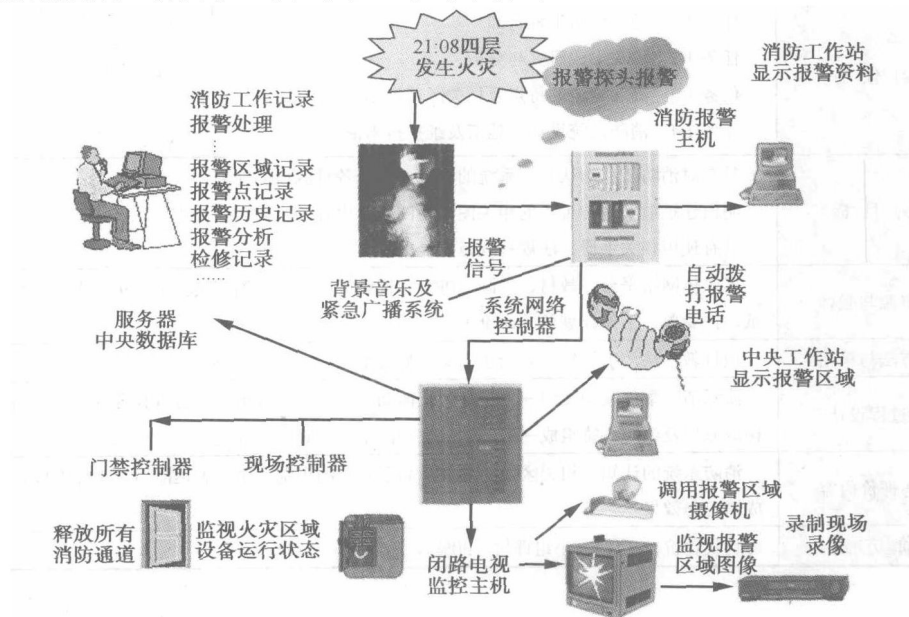 21:08四层
发生火灾
报警探头报警
消防工作站
显示报警资料
消防报警
主机
消防工作记录
报警处理
⋮
报警区域记录
报警点记录
报警历史记录
报警分析
检修记录
……
报警
信号
背景音乐及
紧急广播系统
系统网络
控制器
自动拨
打报警
电话
服务器
中央数据库
中央工作站
显示报警区域
门禁控制器
现场控制器
释放所有
消防通道
监视火灾区域
设备运行状态
调用报警区域
摄像机
闭路电视
监控主机
监视报警
区域图像
录制现场
录像